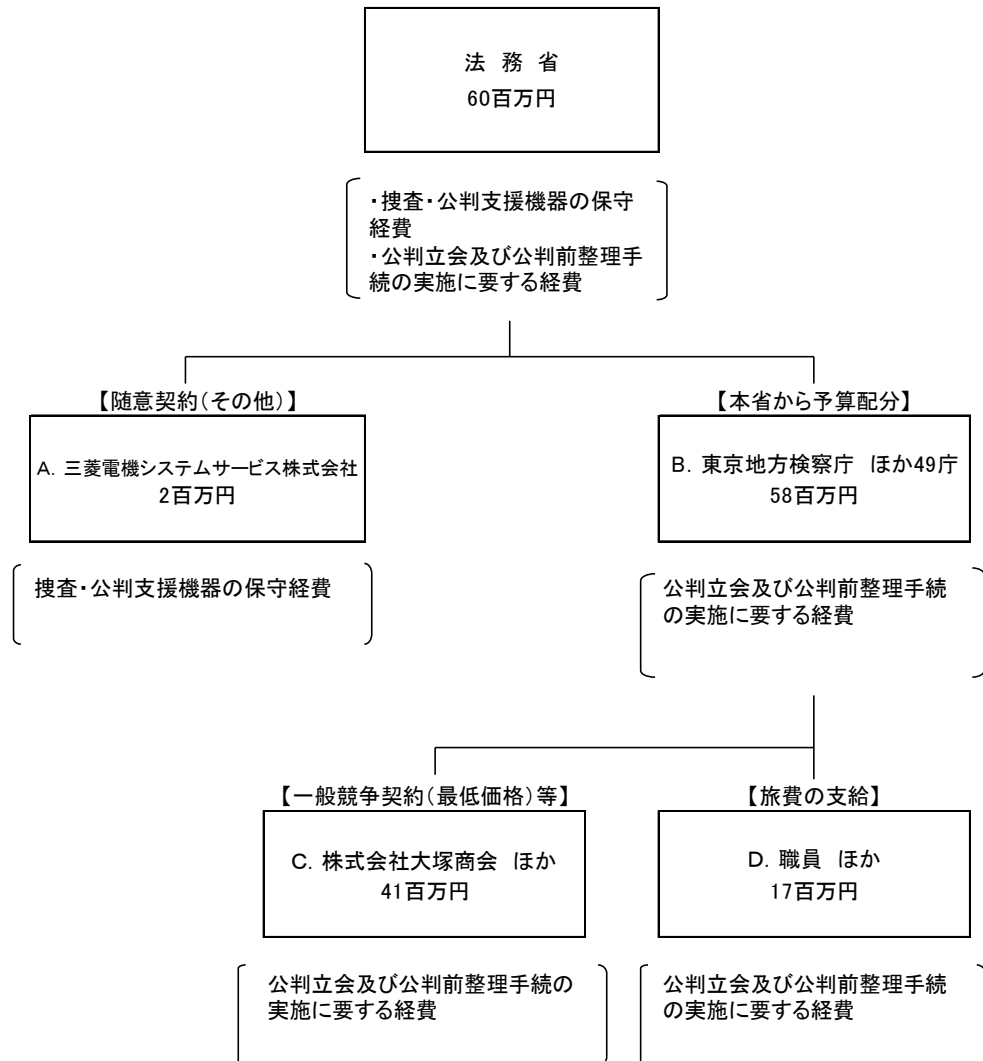 法 務 省
60百万円
・捜査・公判支援機器の保守
経費
・公判立会及び公判前整理手
続の実施に要する経費
【随意契約(その他)】
【本省から予算配分】
A. 三菱電機システムサービス株式会社
2百万円
B. 東京地方検察庁 ほか49庁
58百万円
捜査・公判支援機器の保守経費
公判立会及び公判前整理手続
の実施に要する経費
【一般競争契約(最低価格)等】
【旅費の支給】
C. 株式会社大塚商会 ほか
41百万円
D. 職員 ほか
17百万円
公判立会及び公判前整理手続の
実施に要する経費
公判立会及び公判前整理手続
の実施に要する経費